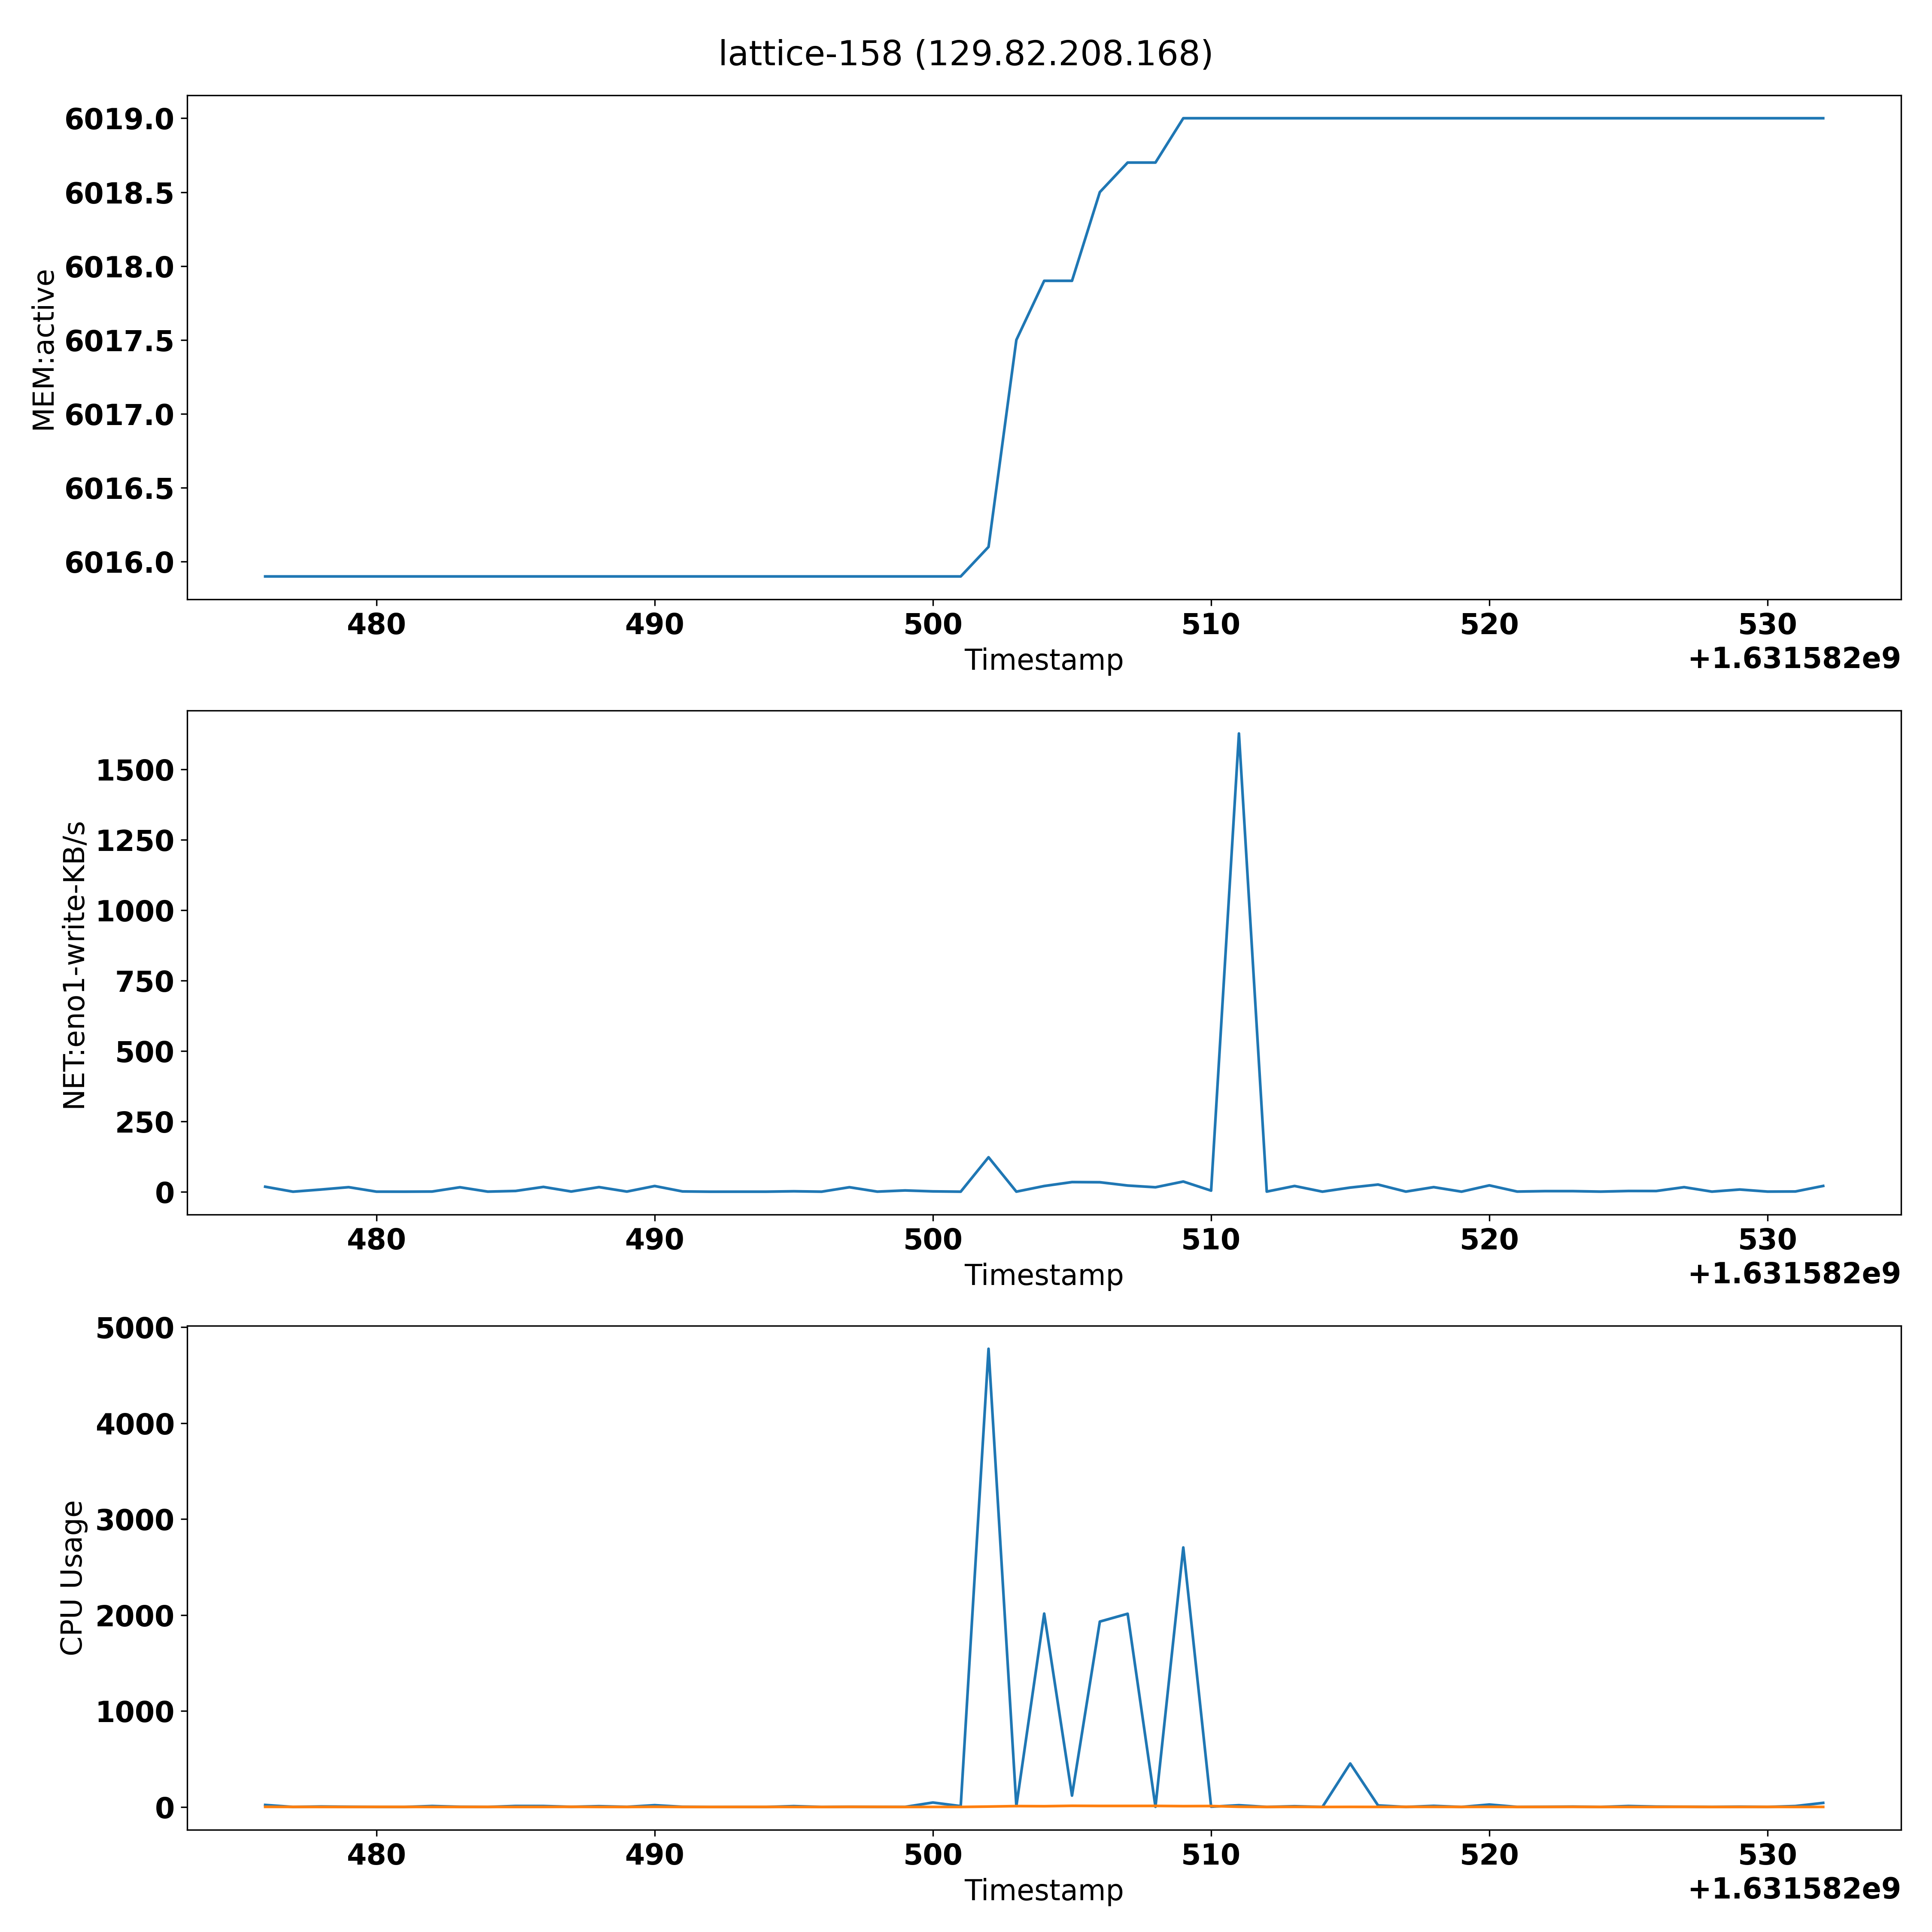 lattice-158 (129.82.208.168)
6019.0
6018.5
6018.0
6017.5
6017.0
6016.5
6016.0
MEM:active
480 490 500 510 520 530
Timestamp
+1.631582e9
1500
1250
1000
750
500
250
0
NET:eno1-write-KB/s
480 490 500 510 520 530
Timestamp
+1.631582e9
5000
4000
3000
2000
1000
0
CPU Usage
480 490 500 510 520 530
Timestamp
+1.631582e9